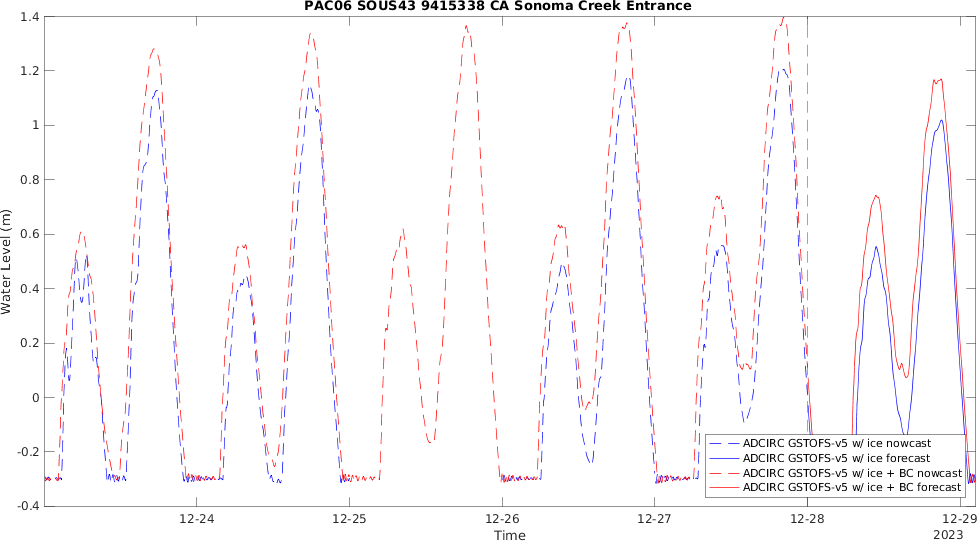 PAC06 SOUS43 9415338 CA Sonoma Creek Entrance
1.4
1.2
1
0.8
0.6
0.4
0.2
0
-0.2
-0.4
Water Level (m)
12-24
12-25
12-26
12-27
12-28
12-29
Time
2023
ADCIRC GSTOFS-v5 w/ ice nowcast
ADCIRC GSTOFS-v5 w/ ice forecast
ADCIRC GSTOFS-v5 w/ ice + BC nowcast
ADCIRC GSTOFS-v5 w/ ice + BC forecast